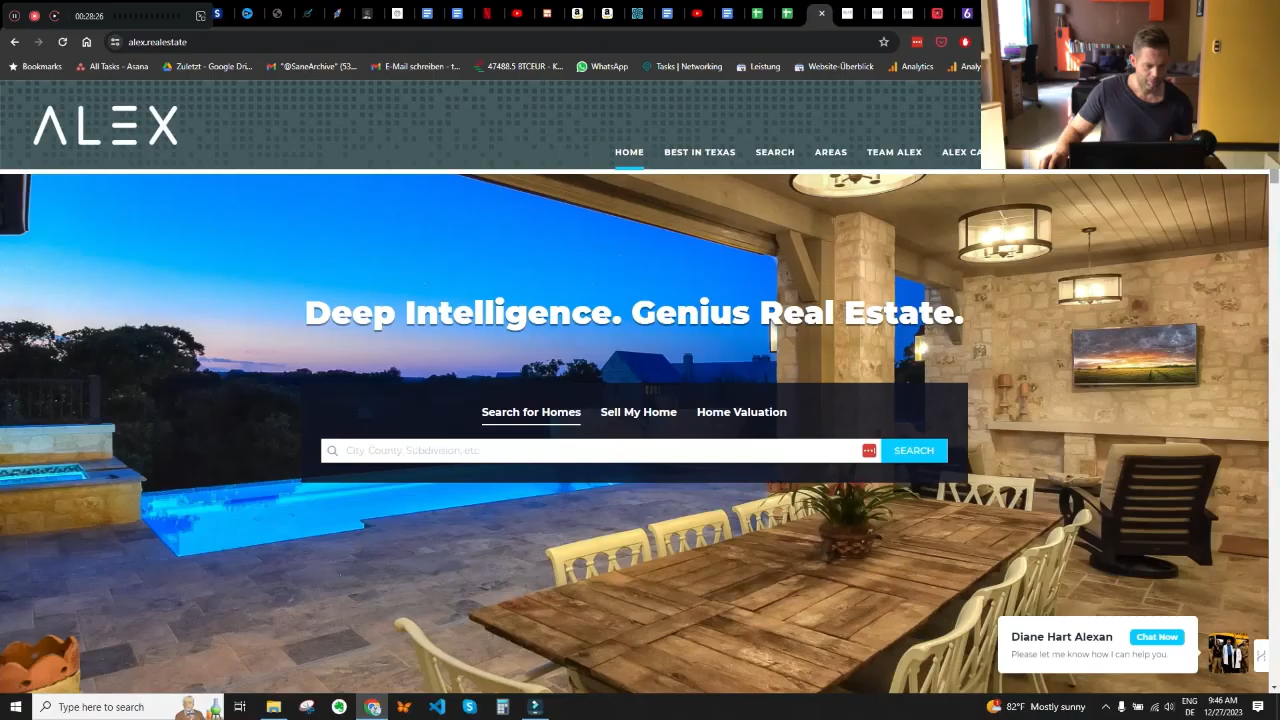 00:28:26
alex.realestate
Bookmarks
All Tasks - Asana
Zuletzt - Google Dri...
"RB@SaneArchive" (53...
E-Mail schreiben
47488.5 BTCEUR - K...
WhatsApp
Tasks | Networking
Leistung
Website-Überblick
Analytics
Analy
ALEX
HOME
BEST IN TEXAS
SEARCH
AREAS
TEAM ALEX
ALEX CA
Deep Intelligence. Genius Real Estate.
Search for Homes
Sell My Home
Home Valuation
City, County, Subdivision, etc
SEARCH
Diane Hart Alexan
Chat Now
Please let me know how I can help you.
Type here to search
82°F Mostly sunny
ENG
DE
9:46 AM
12/27/2023